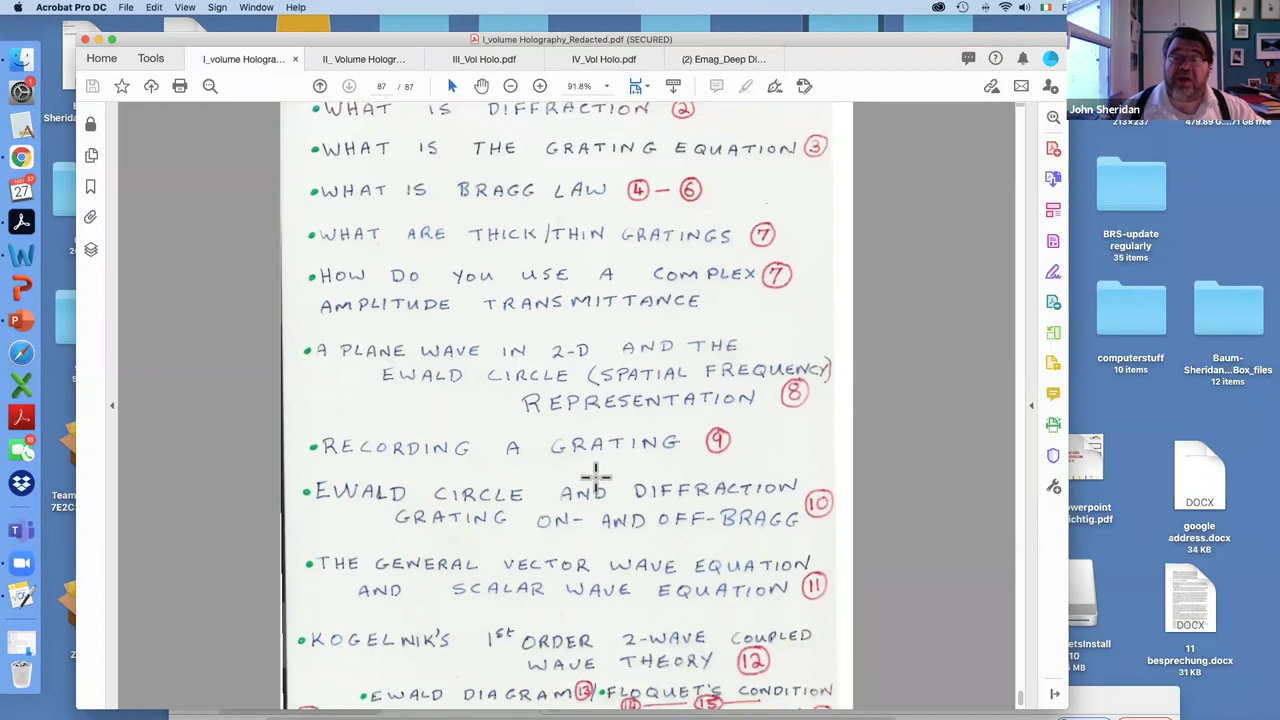 Acrobat Pro DC File Edit View Sign Window Help
I_volume Holography_Redacted.pdf (SECURED)
Home Tools I_volume Hologra... × II_ Volume Hologr... III_Vol Holo.pdf IV_Vol Holo.pdf (2) Emag_Deep Di...
87 / 87 91.8%
John Sheridan
• WHAT IS DIFFRACTION 2
• WHAT IS THE GRATING EQUATION 3
• WHAT IS BRAGG LAW 4 — 6
• WHAT ARE THICK/THIN GRATINGS 7
• HOW DO YOU USE A COMPLEX 7
AMPLITUDE TRANSMITTANCE
• A PLANE WAVE IN 2-D AND THE
EWALD CIRCLE (SPATIAL FREQUENCY)
REPRESENTATION 8
• RECORDING A GRATING 9
• EWALD CIRCLE AND DIFFRACTION
GRATING ON- AND OFF-BRAGG 10
• THE GENERAL VECTOR WAVE EQUATION
AND SCALAR WAVE EQUATION 11
• KOGELNIK'S 1st ORDER 2-WAVE COUPLED
WAVE THEORY 12
• EWALD DIAGRAM 13 / • FLOQUET'S CONDITION
14 — 15
BRS-update
regularly
35 items
computerstuff
10 items
Baum-
Sheridan..._Box_files
12 items
DOCX
google
address.docx
34 KB
DOCX
11
besprechung.docx
19 KB